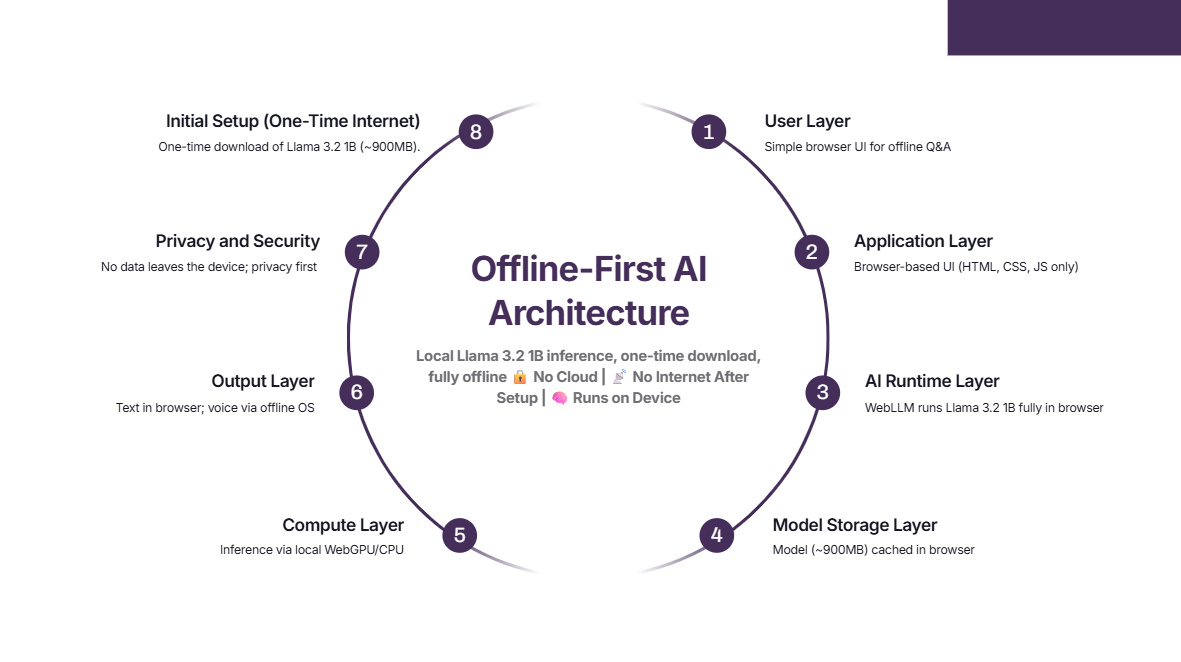 Offline-First AI
Architecture
Local Llama 3.2 1B inference, one-time download,
fully offline 🔒 No Cloud | 📡 No Internet After
Setup | 🧠 Runs on Device
1
User Layer
Simple browser UI for offline Q&A
2
Application Layer
Browser-based UI (HTML, CSS, JS only)
3
AI Runtime Layer
WebLLM runs Llama 3.2 1B fully in browser
4
Model Storage Layer
Model (~900MB) cached in browser
5
Compute Layer
Inference via local WebGPU/CPU
6
Output Layer
Text in browser; voice via offline OS
7
Privacy and Security
No data leaves the device; privacy first
8
Initial Setup (One-Time Internet)
One-time download of Llama 3.2 1B (~900MB).